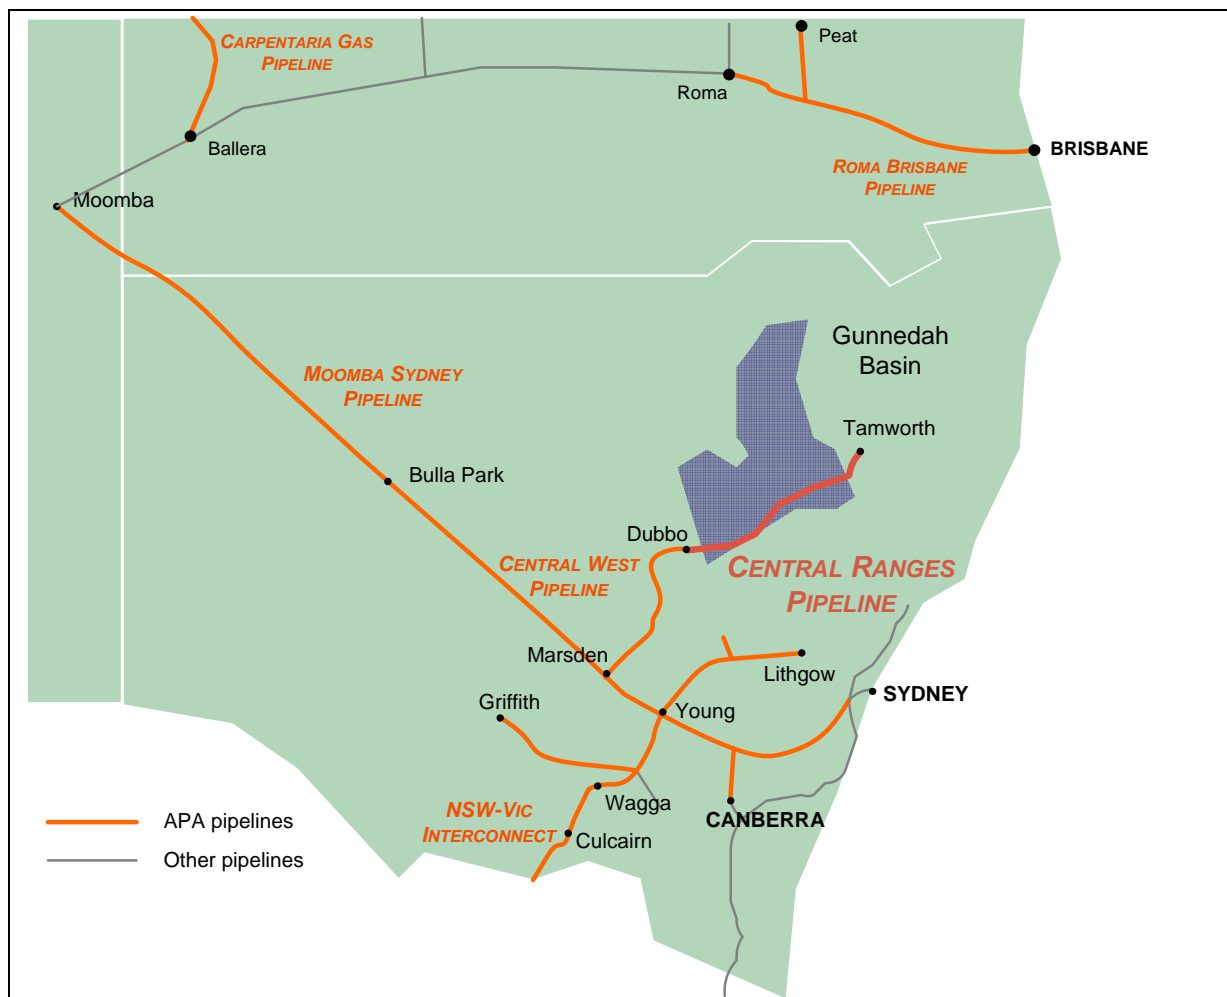 CARPENTARIA GAS
PIPELINE
Peat
Roma
Ballera
BRISBANE
ROMA BRISBANE
PIPELINE
Moomba
Gunnedah
Basin
MOOMBA SYDNEY
PIPELINE
Tamworth
Bulla Park
Dubbo
CENTRAL WEST
PIPELINE
CENTRAL RANGES
PIPELINE
Marsden
Lithgow
Griffith
SYDNEY
Young
NSW-VIC
INTERCONNECT
Wagga
CANBERRA
Culcairn
APA pipelines
Other pipelines